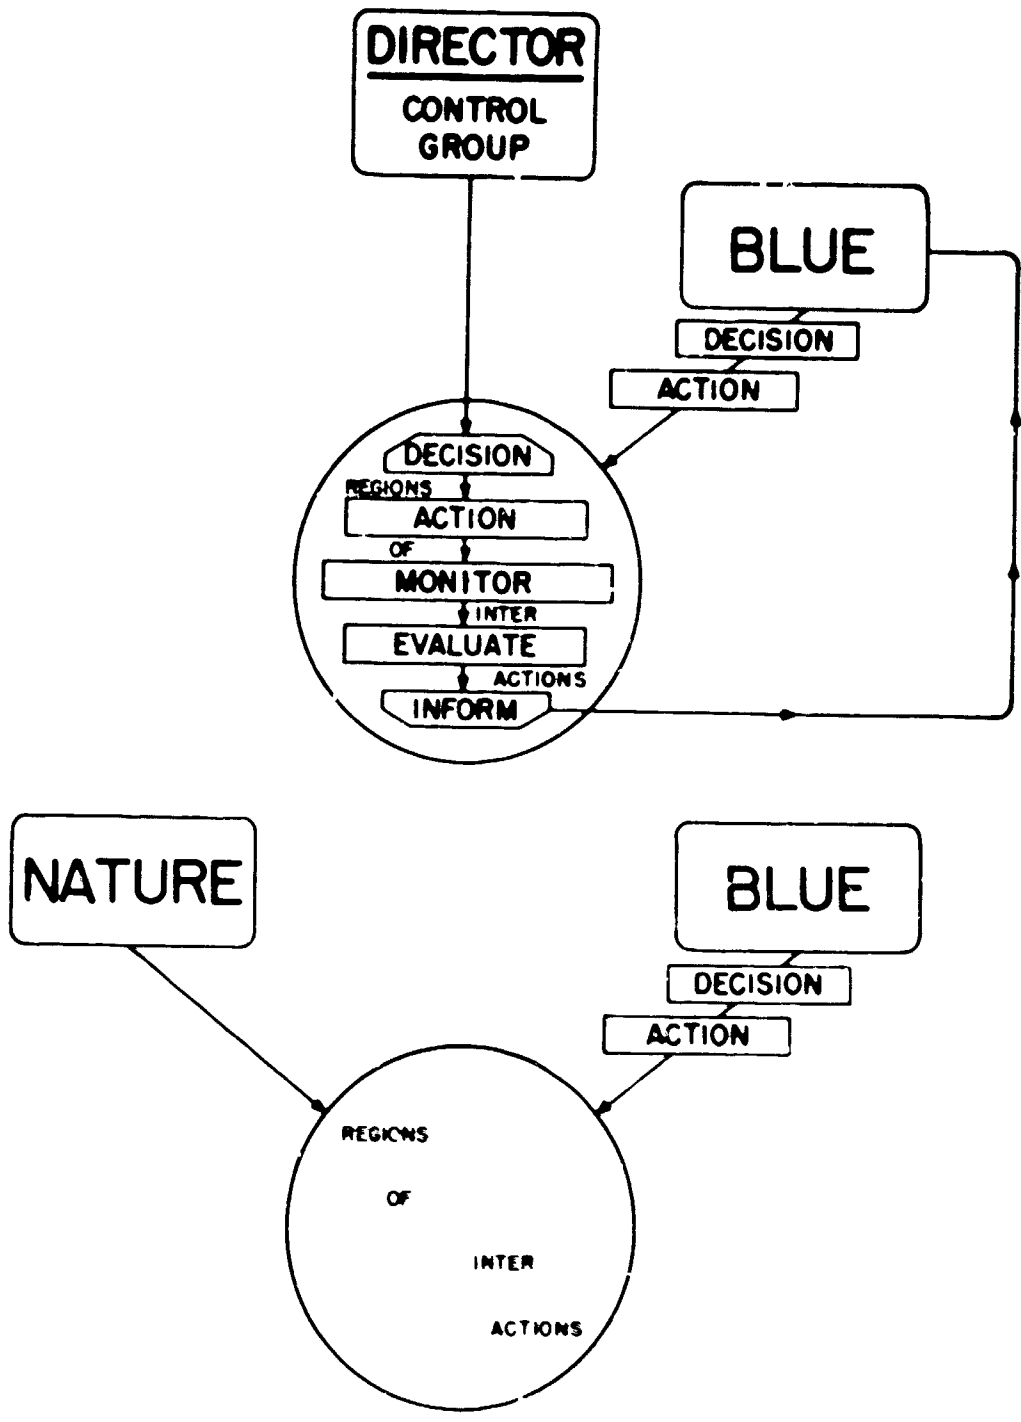 DIRECTOR
CONTROL
GROUP
BLUE
DECISION
ACTION
DECISION
REGIONS
ACTION
OF
MONITOR
INTER
EVALUATE
ACTIONS
INFORM
NATURE
BLUE
DECISION
ACTION
REGIONS
OF
INTER
ACTIONS